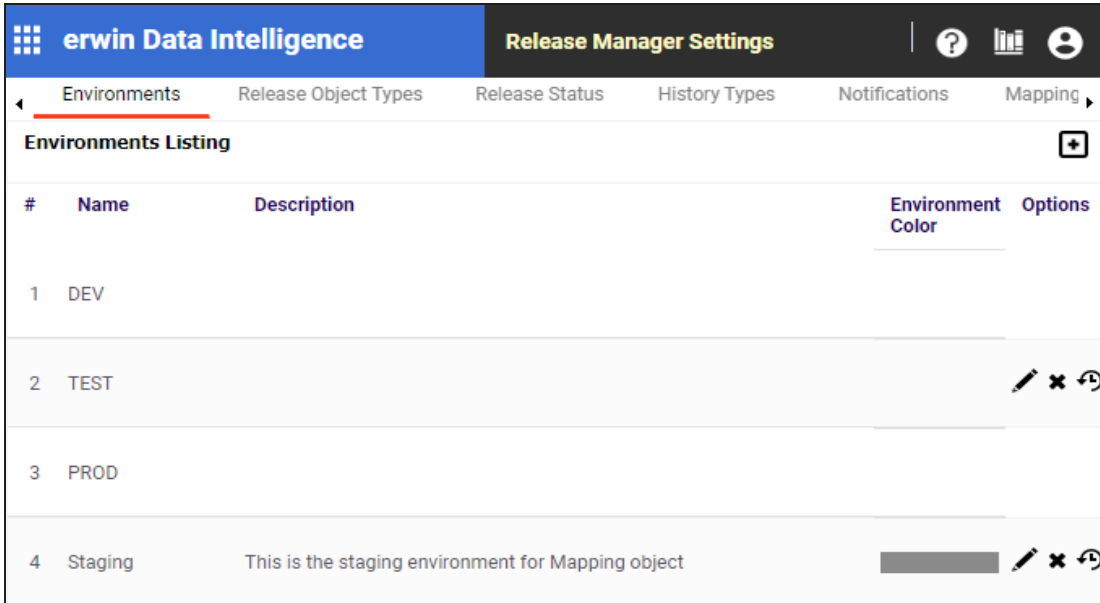 erwin Data Intelligence Release Manager Settings
Environments Release Object Types Release Status History Types Notifications Mapping
Environments Listing
# Name Description Environment Color Options
1 DEV
2 TEST
3 PROD
4 Staging This is the staging environment for Mapping object